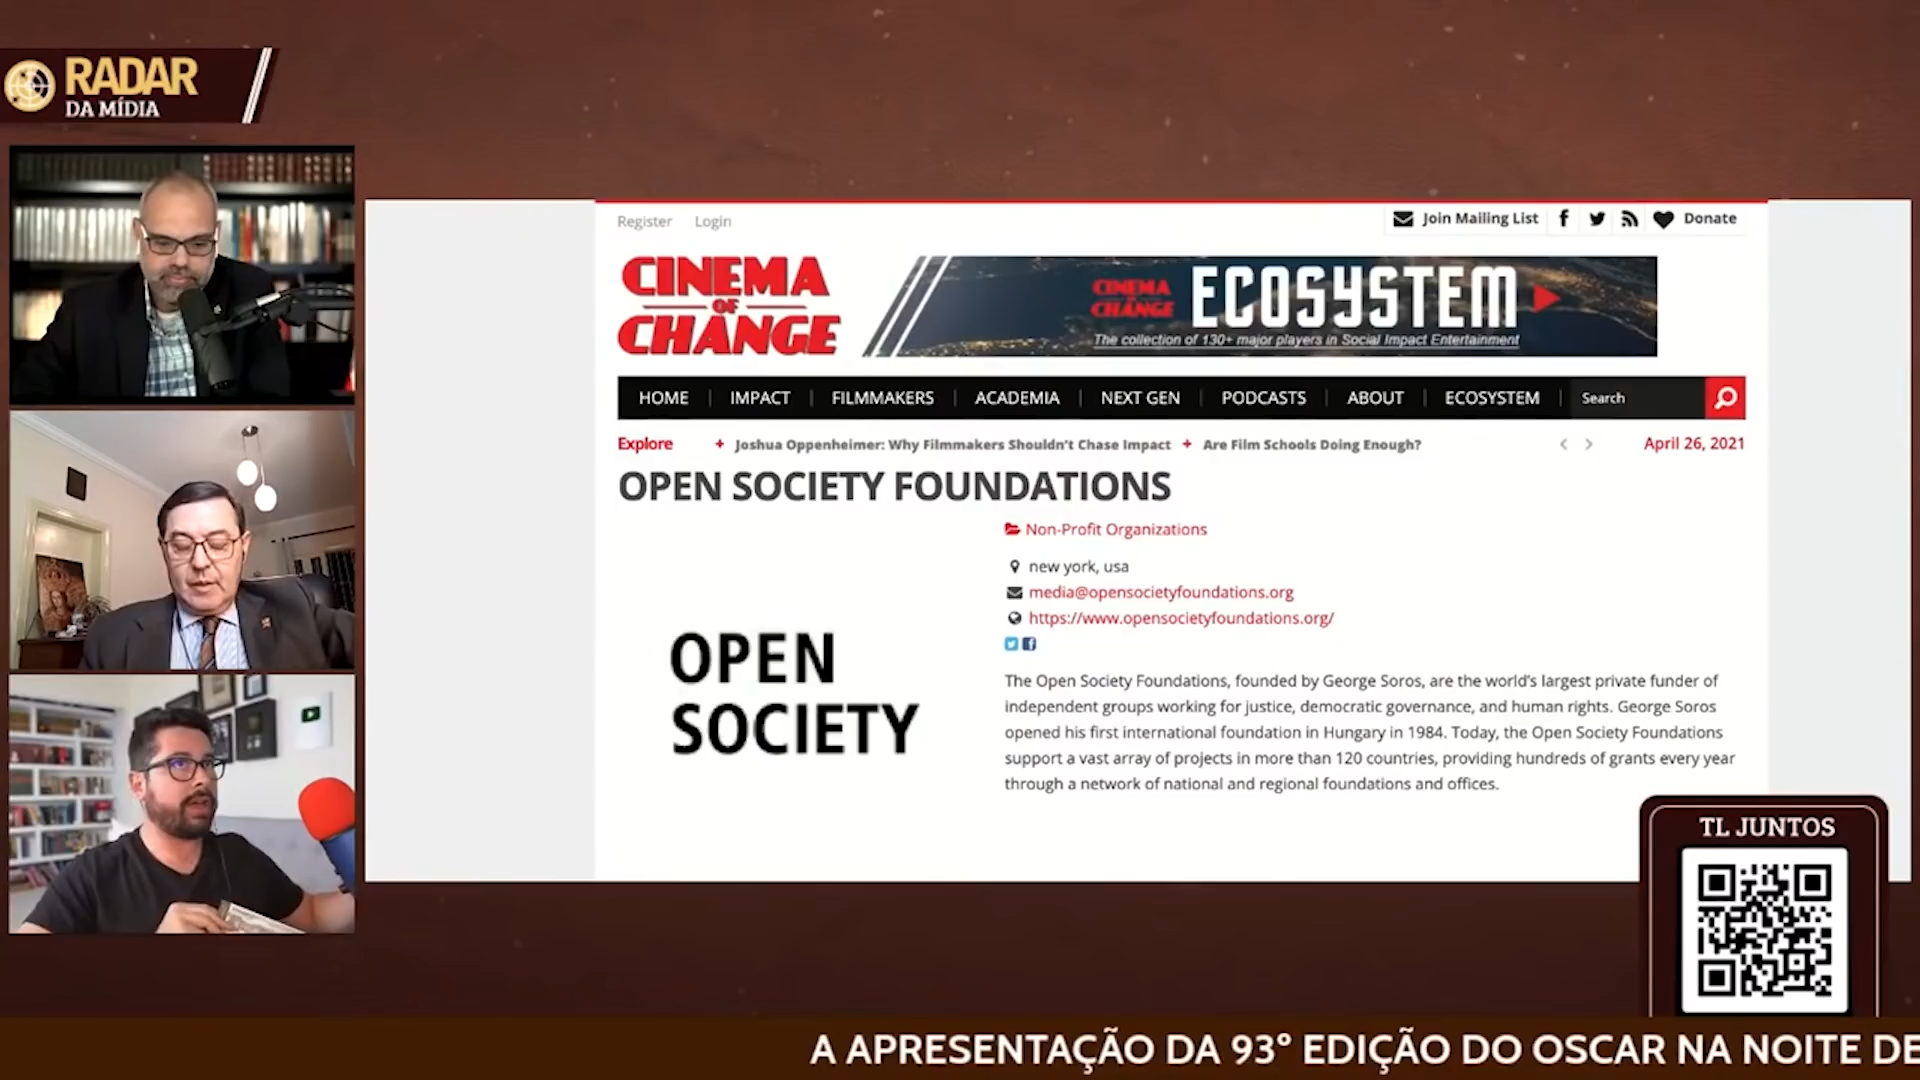 RADAR
DA MÍDIA
Register Login
Join Mailing List Donate
CINEMA
OF
CHANGE
CINEMA
OF
CHANGE
ECOSYSTEM
The collection of 130+ major players in Social Impact Entertainment
HOME IMPACT FILMMAKERS ACADEMIA NEXT GEN PODCASTS ABOUT ECOSYSTEM Search
Explore + Joshua Oppenheimer: Why Filmmakers Shouldn't Chase Impact + Are Film Schools Doing Enough? < > April 26, 2021
OPEN SOCIETY FOUNDATIONS
Non-Profit Organizations
new york, usa
media@opensocietyfoundations.org
https://www.opensocietyfoundations.org/
OPEN
SOCIETY
The Open Society Foundations, founded by George Soros, are the world's largest private funder of
independent groups working for justice, democratic governance, and human rights. George Soros
opened his first international foundation in Hungary in 1984. Today, the Open Society Foundations
support a vast array of projects in more than 120 countries, providing hundreds of grants every year
through a network of national and regional foundations and offices.
TL JUNTOS
A APRESENTAÇÃO DA 93º EDIÇÃO DO OSCAR NA NOITE DE